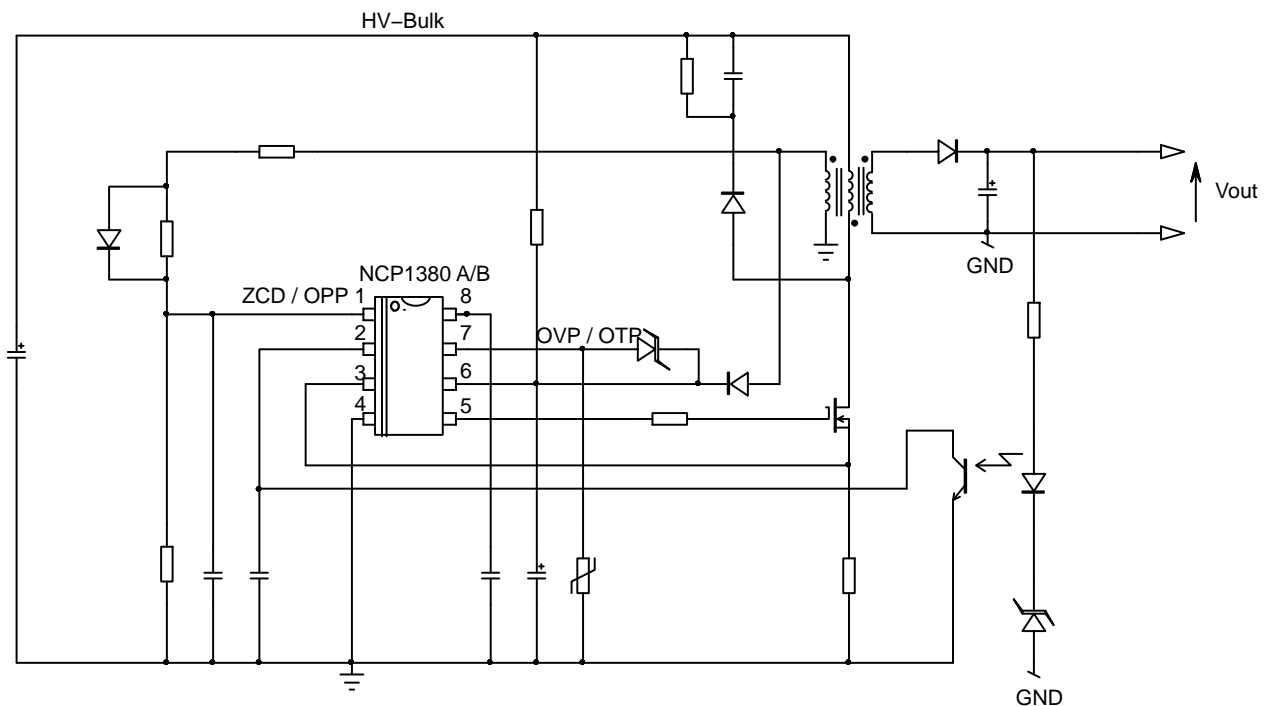 HV−Bulk
Vout
GND
NCP1380 A/B
ZCD / OPP 1
8
2
7
OVP / OTP
3
6
4
5
GND